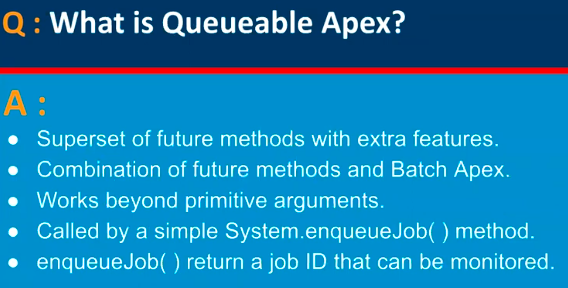 Q : What is Queueable Apex?
A :
• Superset of future methods with extra features.
• Combination of future methods and Batch Apex.
• Works beyond primitive arguments.
• Called by a simple System.enqueueJob( ) method.
• enqueueJob( ) return a job ID that can be monitored.